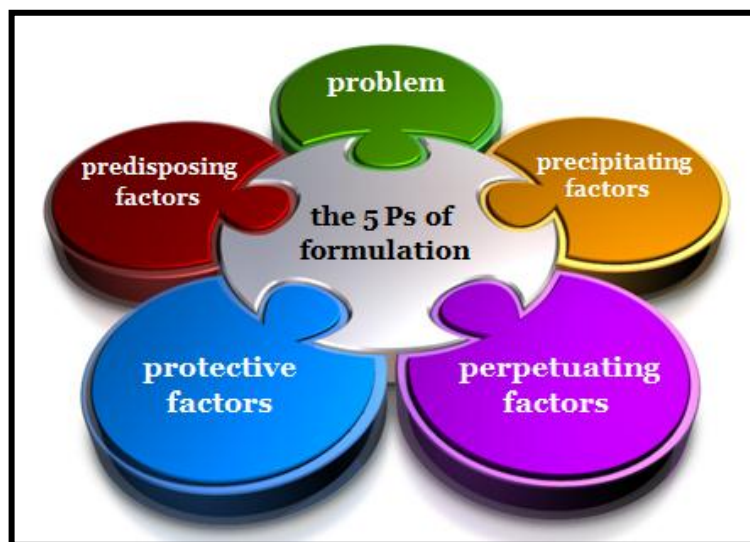 problem
predisposing
factors
precipitating
factors
the 5 Ps of
formulation
protective
factors
perpetuating
factors